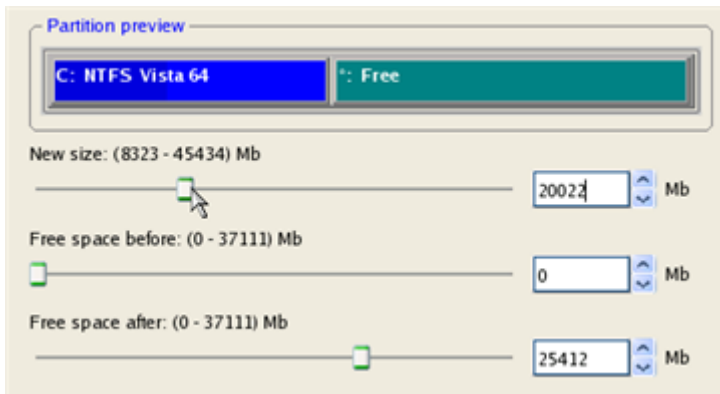 Partition preview
C: NTFS Vista 64
*: Free
New size: (8323 - 45434) Mb
20022 Mb
Free space before: (0 - 37111) Mb
0 Mb
Free space after: (0 - 37111) Mb
25412 Mb